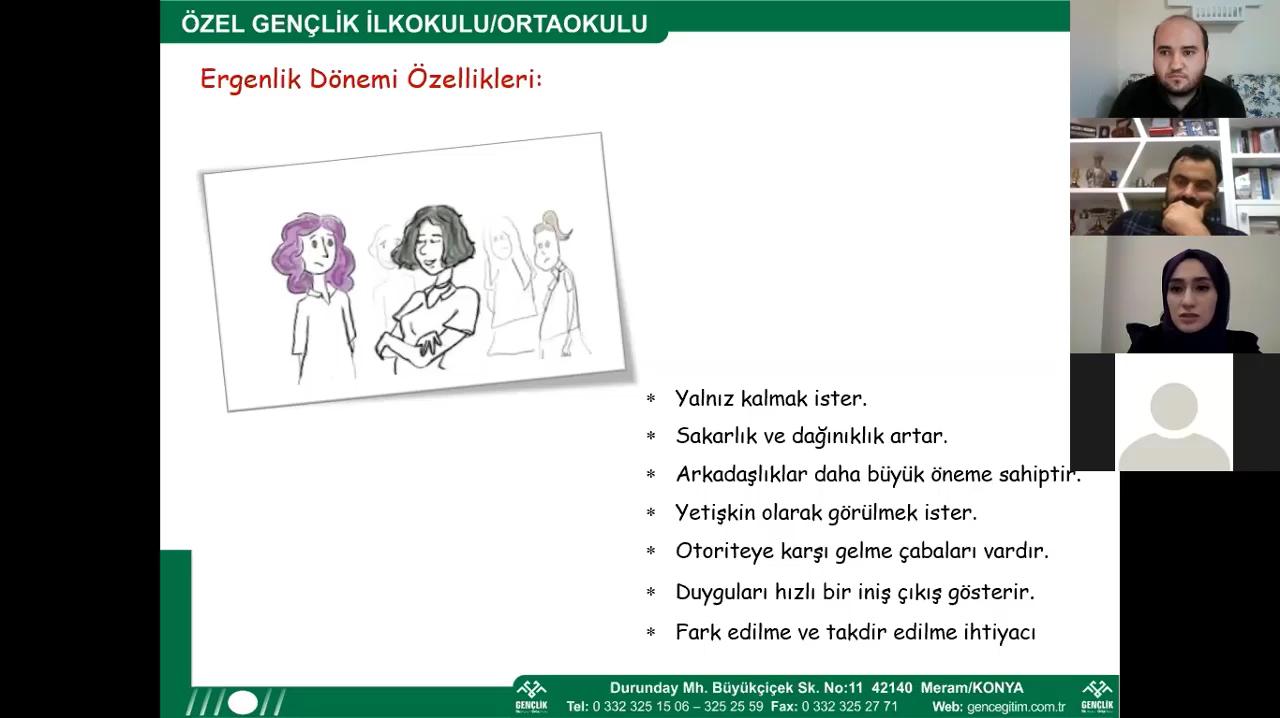 ÖZEL GENÇLİK İLKOKULU/ORTAOKULU
Ergenlik Dönemi Özellikleri:
* Yalnız kalmak ister.
* Sakarlık ve dağınıklık artar.
* Arkadaşlıklar daha büyük öneme sahiptir.
* Yetişkin olarak görülmek ister.
* Otoriteye karşı gelme çabaları vardır.
* Duyguları hızlı bir iniş çıkış gösterir.
* Fark edilme ve takdir edilme ihtiyacı
GENÇLİK
Durunday Mh. Büyükçiçek Sk. No:11 42140 Meram/KONYA
Tel: 0 332 325 15 06 – 325 25 59 Fax: 0 332 325 27 71 Web: gencegitim.com.tr
GENÇLİK